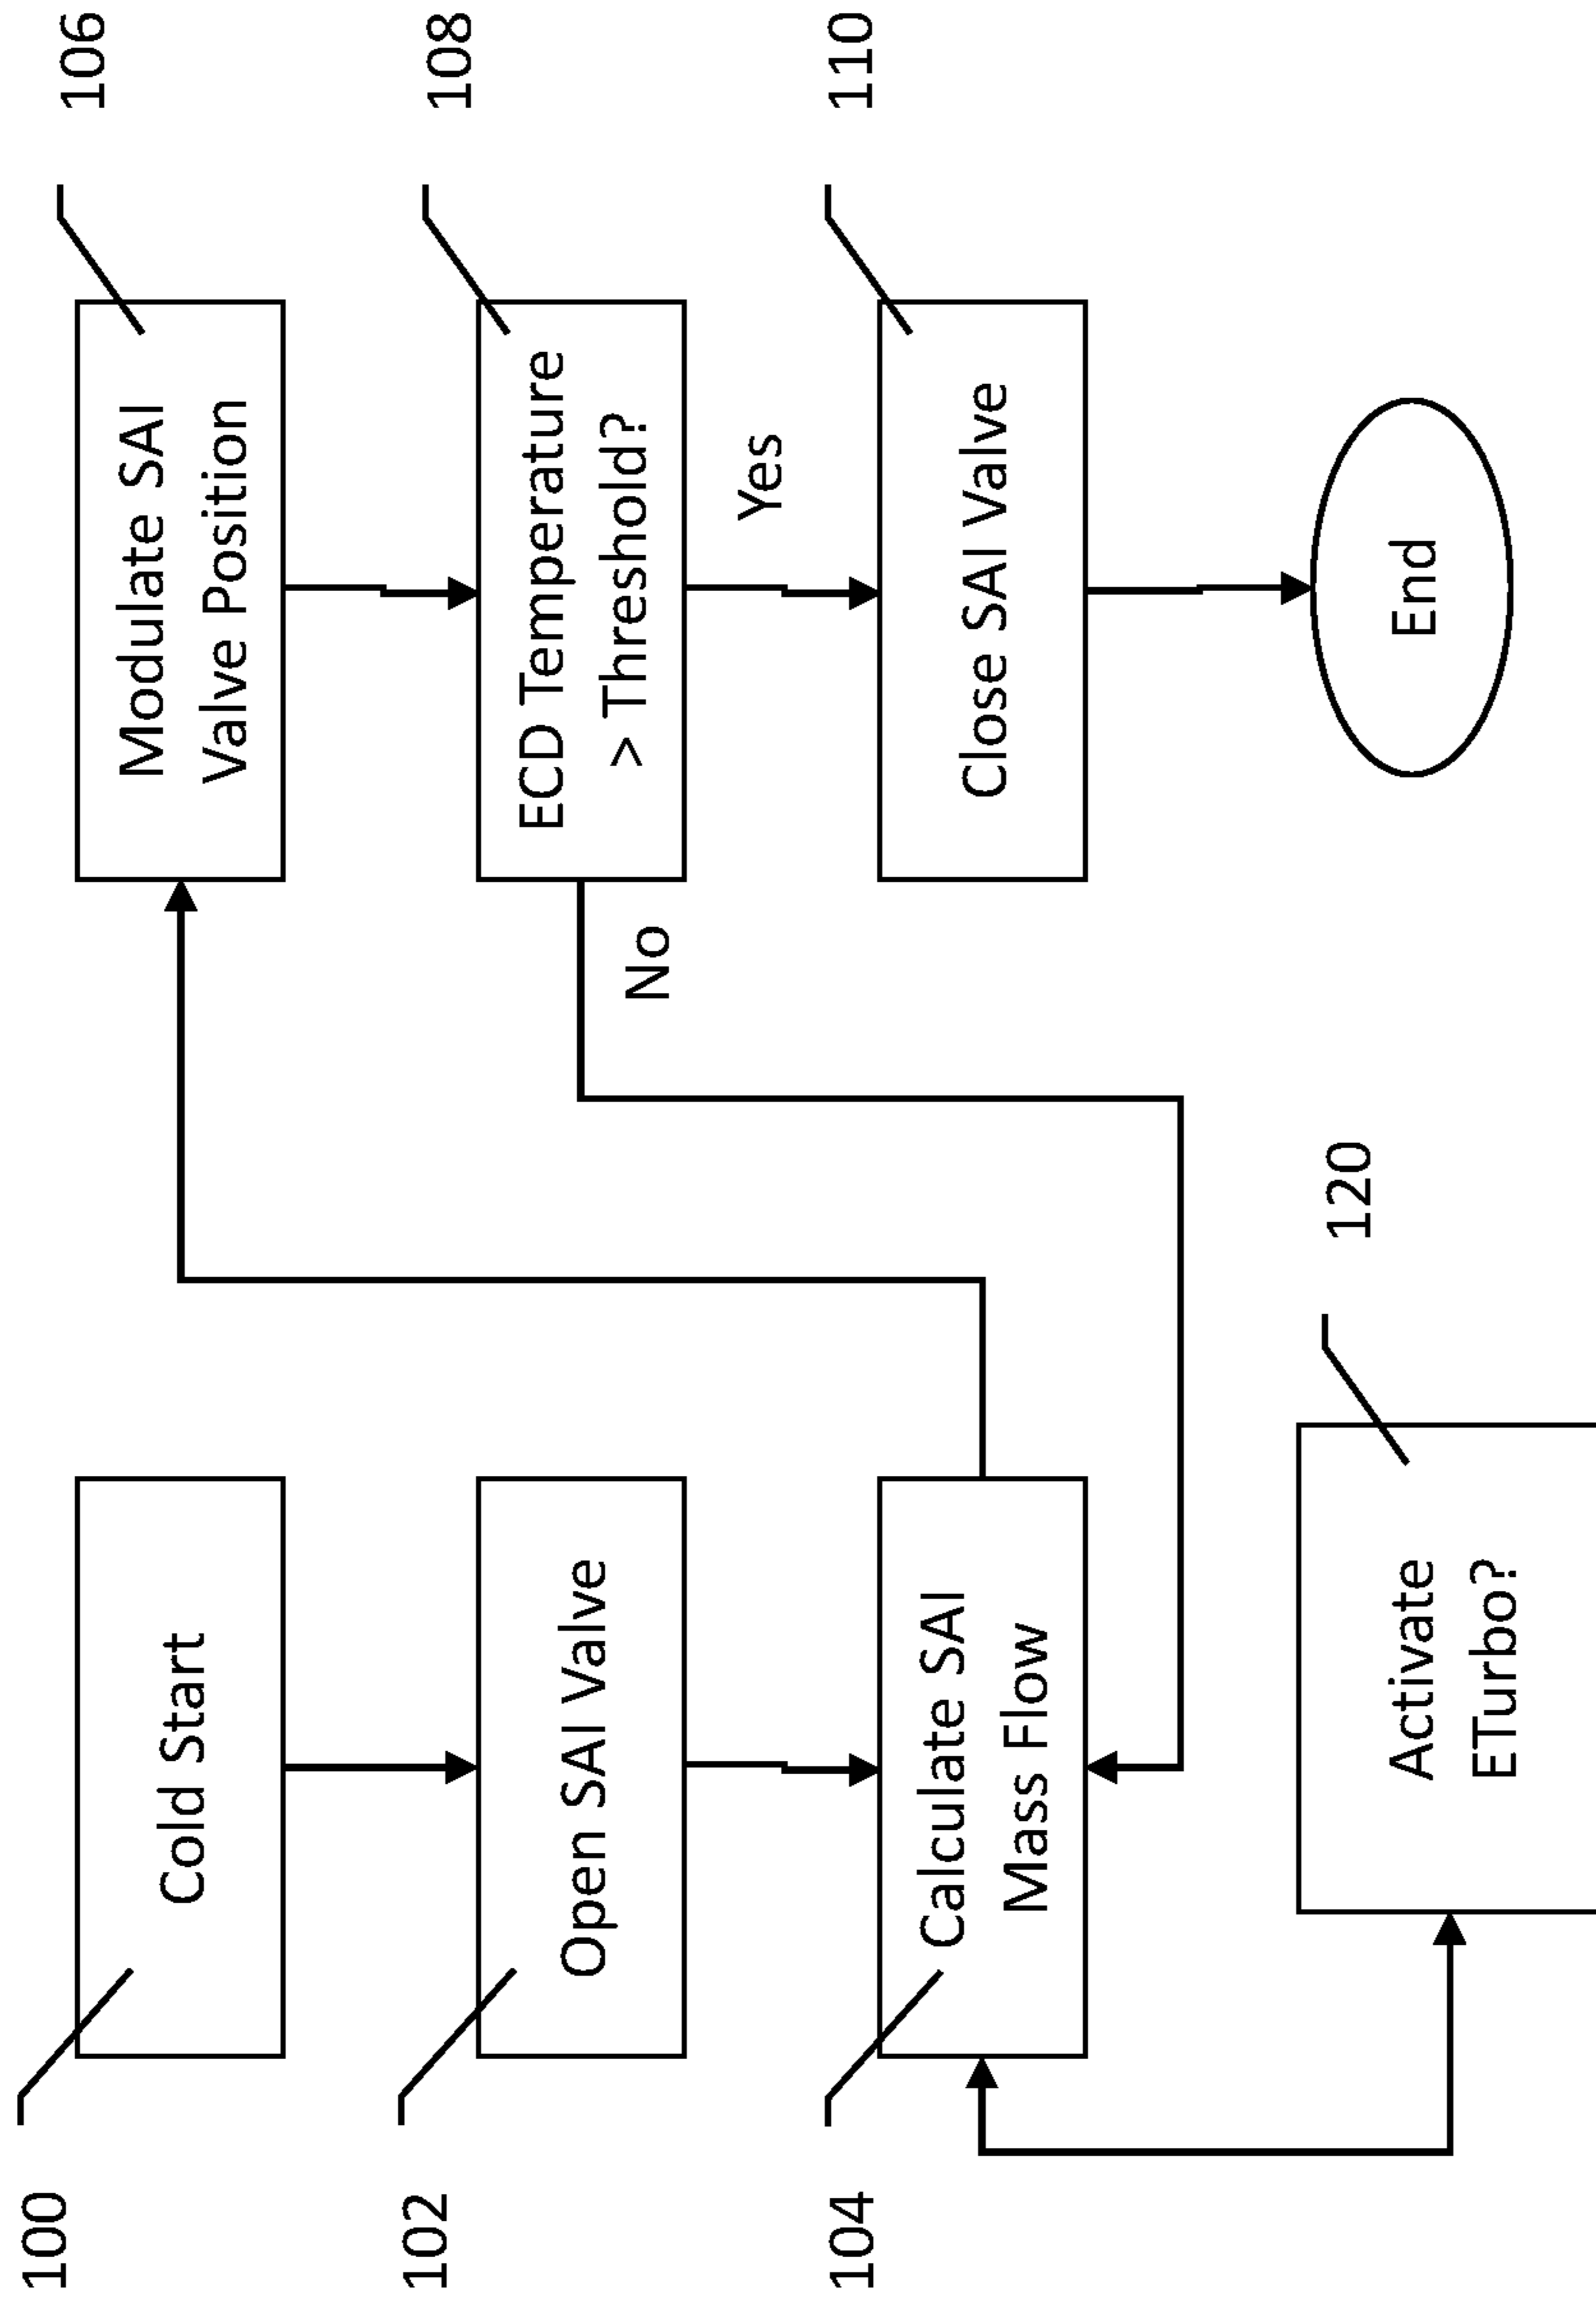 100
Cold Start
102
Open SAI Valve
104
Calculate SAI
Mass Flow
120
Activate
ETurbo?
106
Modulate SAI
Valve Position
108
ECD Temperature
> Threshold?
No
Yes
110
Close SAI Valve
End